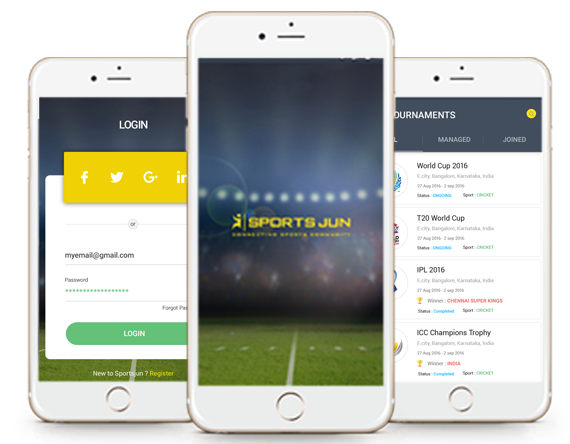 LOGIN
f
G+
in
or
myemail@gmail.com
Password
******************
Forgot Pas
LOGIN
New to Sportsjun ? Register
SPORTS JUN
CONNECTING SPORTS COMMUNITY
OURNAMENTS
L MANAGED JOINED
World Cup 2016
E.city, Bangalore, Karnataka, India
27 Aug 2016 - 2 sep 2016
Status : ONGOING Sport : CRICKET
T20 World Cup
E.city, Bangalore, Karnataka, India
27 Aug 2016 - 2 sep 2016
Status : ONGOING Sport : CRICKET
IPL 2016
E.city, Bangalore, Karnataka, India
27 Aug 2016 - 2 sep 2016
Winner : CHENNAI SUPER KINGS
Status : Completed Sport : CRICKET
ICC Champions Trophy
E.city, Bangalore, Karnataka, India
27 Aug 2016 - 2 sep 2016
Winner : INDIA
Status : Completed Sport : CRICKET